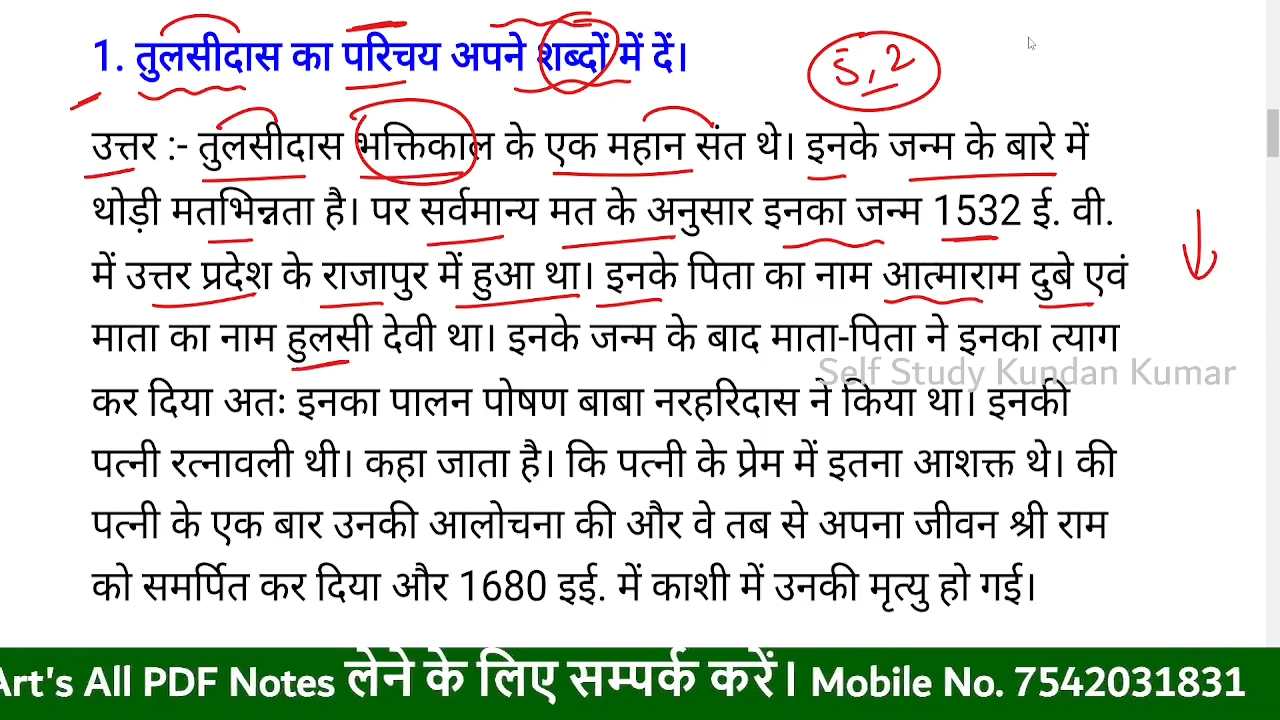 1. तुलसीदास का परिचय अपने शब्दों में दें।
5, 2
उत्तर :- तुलसीदास भक्तिकाल के एक महान संत थे। इनके जन्म के बारे में
थोड़ी मतभिन्नता है। पर सर्वमान्य मत के अनुसार इनका जन्म 1532 ई. वी.
में उत्तर प्रदेश के राजापुर में हुआ था। इनके पिता का नाम आत्माराम दुबे एवं
माता का नाम हुलसी देवी था। इनके जन्म के बाद माता-पिता ने इनका त्याग
Self Study Kundan Kumar
कर दिया अतः इनका पालन पोषण बाबा नरहरिदास ने किया था। इनकी
पत्नी रत्नावली थी। कहा जाता है। कि पत्नी के प्रेम में इतना आशक्त थे। की
पत्नी के एक बार उनकी आलोचना की और वे तब से अपना जीवन श्री राम
को समर्पित कर दिया और 1680 इई. में काशी में उनकी मृत्यु हो गई।
Art's All PDF Notes लेने के लिए सम्पर्क करें। Mobile No. 7542031831